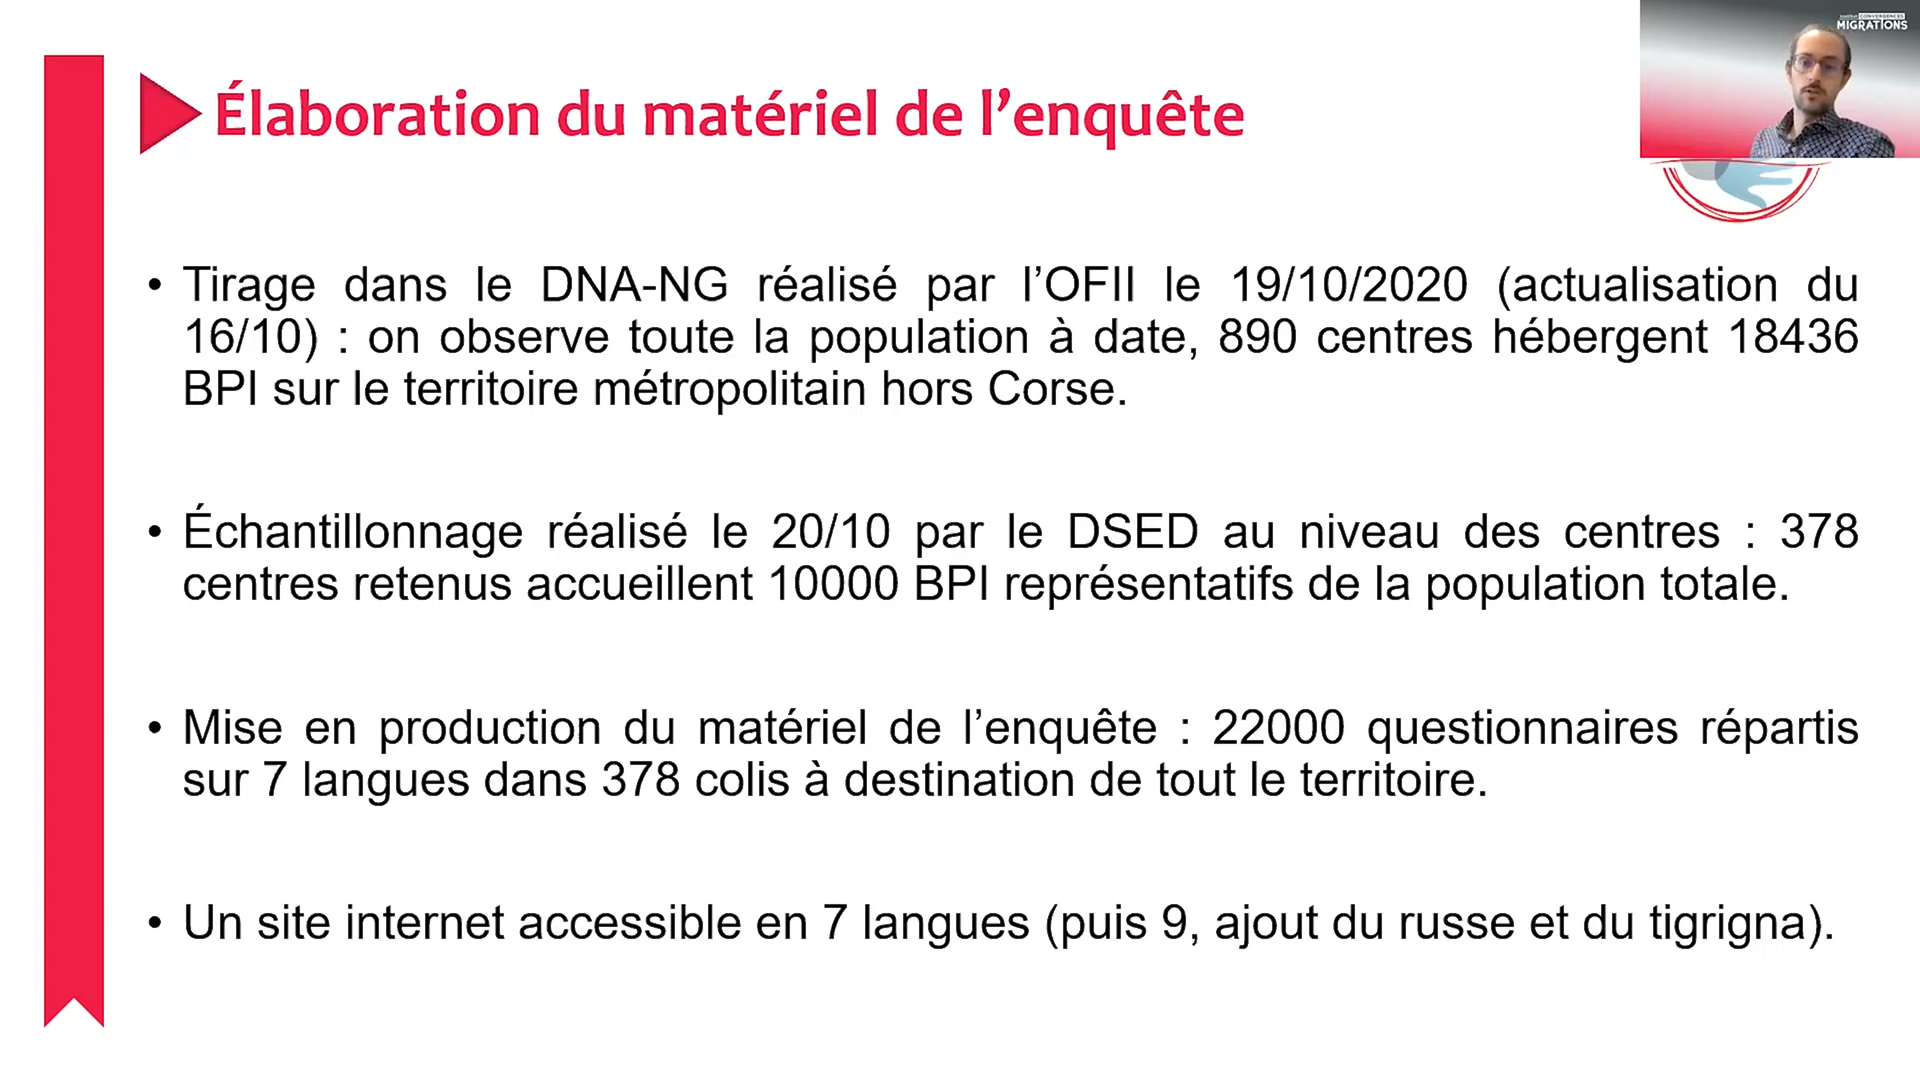 Élaboration du matériel de l’enquête
MIGRATIONS
• Tirage dans le DNA-NG réalisé par l’OFII le 19/10/2020 (actualisation du
16/10) : on observe toute la population à date, 890 centres hébergent 18436
BPI sur le territoire métropolitain hors Corse.
• Échantillonnage réalisé le 20/10 par le DSED au niveau des centres : 378
centres retenus accueillent 10000 BPI représentatifs de la population totale.
• Mise en production du matériel de l’enquête : 22000 questionnaires répartis
sur 7 langues dans 378 colis à destination de tout le territoire.
• Un site internet accessible en 7 langues (puis 9, ajout du russe et du tigrigna).